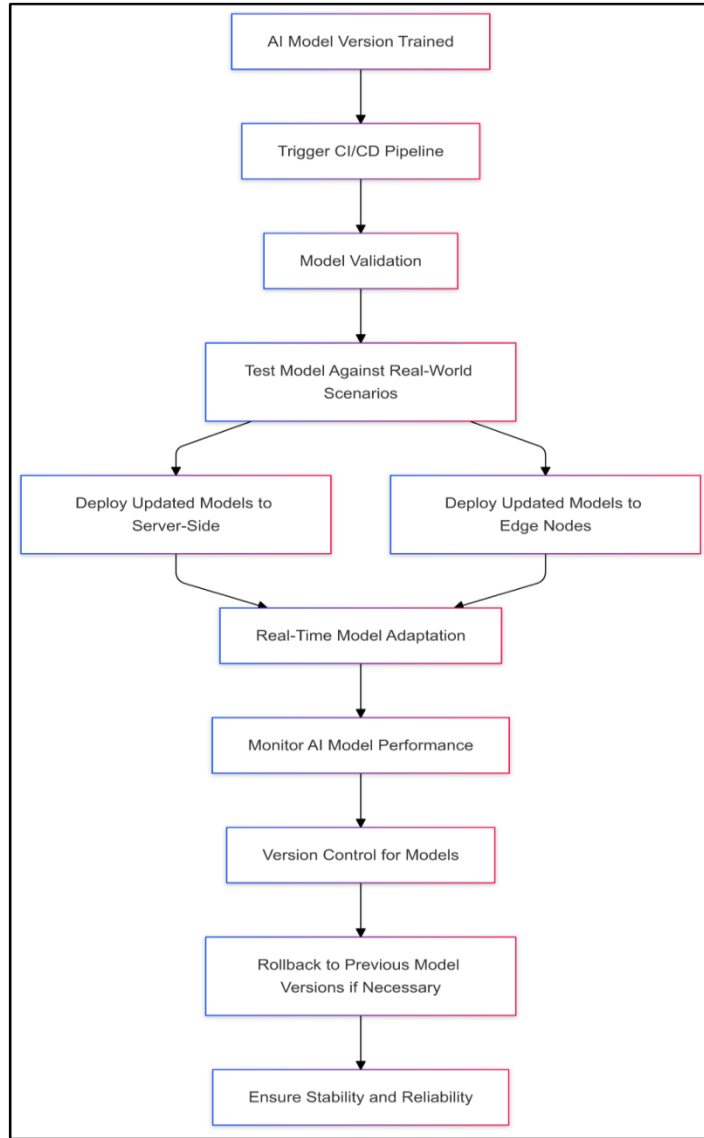 AI Model Version Trained
Trigger CI/CD Pipeline
Model Validation
Test Model Against Real-World
Scenarios
Deploy Updated Models to
Server-Side
Deploy Updated Models to
Edge Nodes
Real-Time Model Adaptation
Monitor AI Model Performance
Version Control for Models
Rollback to Previous Model
Versions if Necessary
Ensure Stability and Reliability